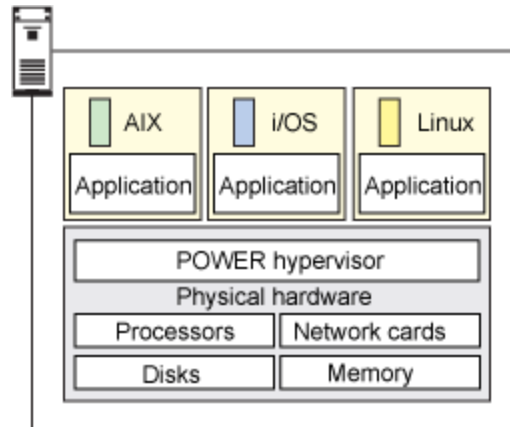 AIX i/OS Linux
Application Application Application
POWER hypervisor
Physical hardware
Processors Network cards
Disks Memory